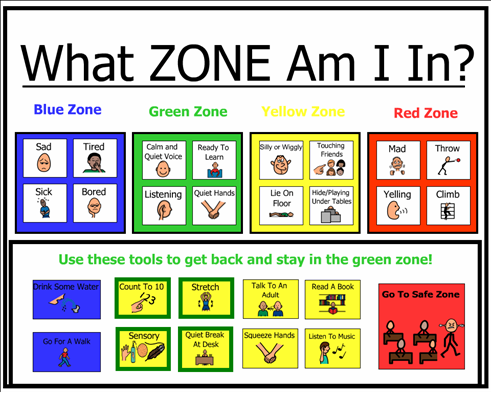 What ZONE Am I In?
Blue Zone
Green Zone
Yellow Zone
Red Zone
Sad
Tired
Sick
Bored
Calm and
Quiet Voice
Ready To
Learn
Listening
Quiet Hands
Silly or Wiggly
Touching
Friends
Lie On
Floor
Hide/Playing
Under Tables
Mad
Throw
Yelling
Climb
Use these tools to get back and stay in the green zone!
Drink Some Water
Count To 10
123
Stretch
Talk To An
Adult
Read A Book
Go To Safe Zone
Go For A Walk
Sensory
Quiet Break
At Desk
Squeeze Hands
Listen To Music